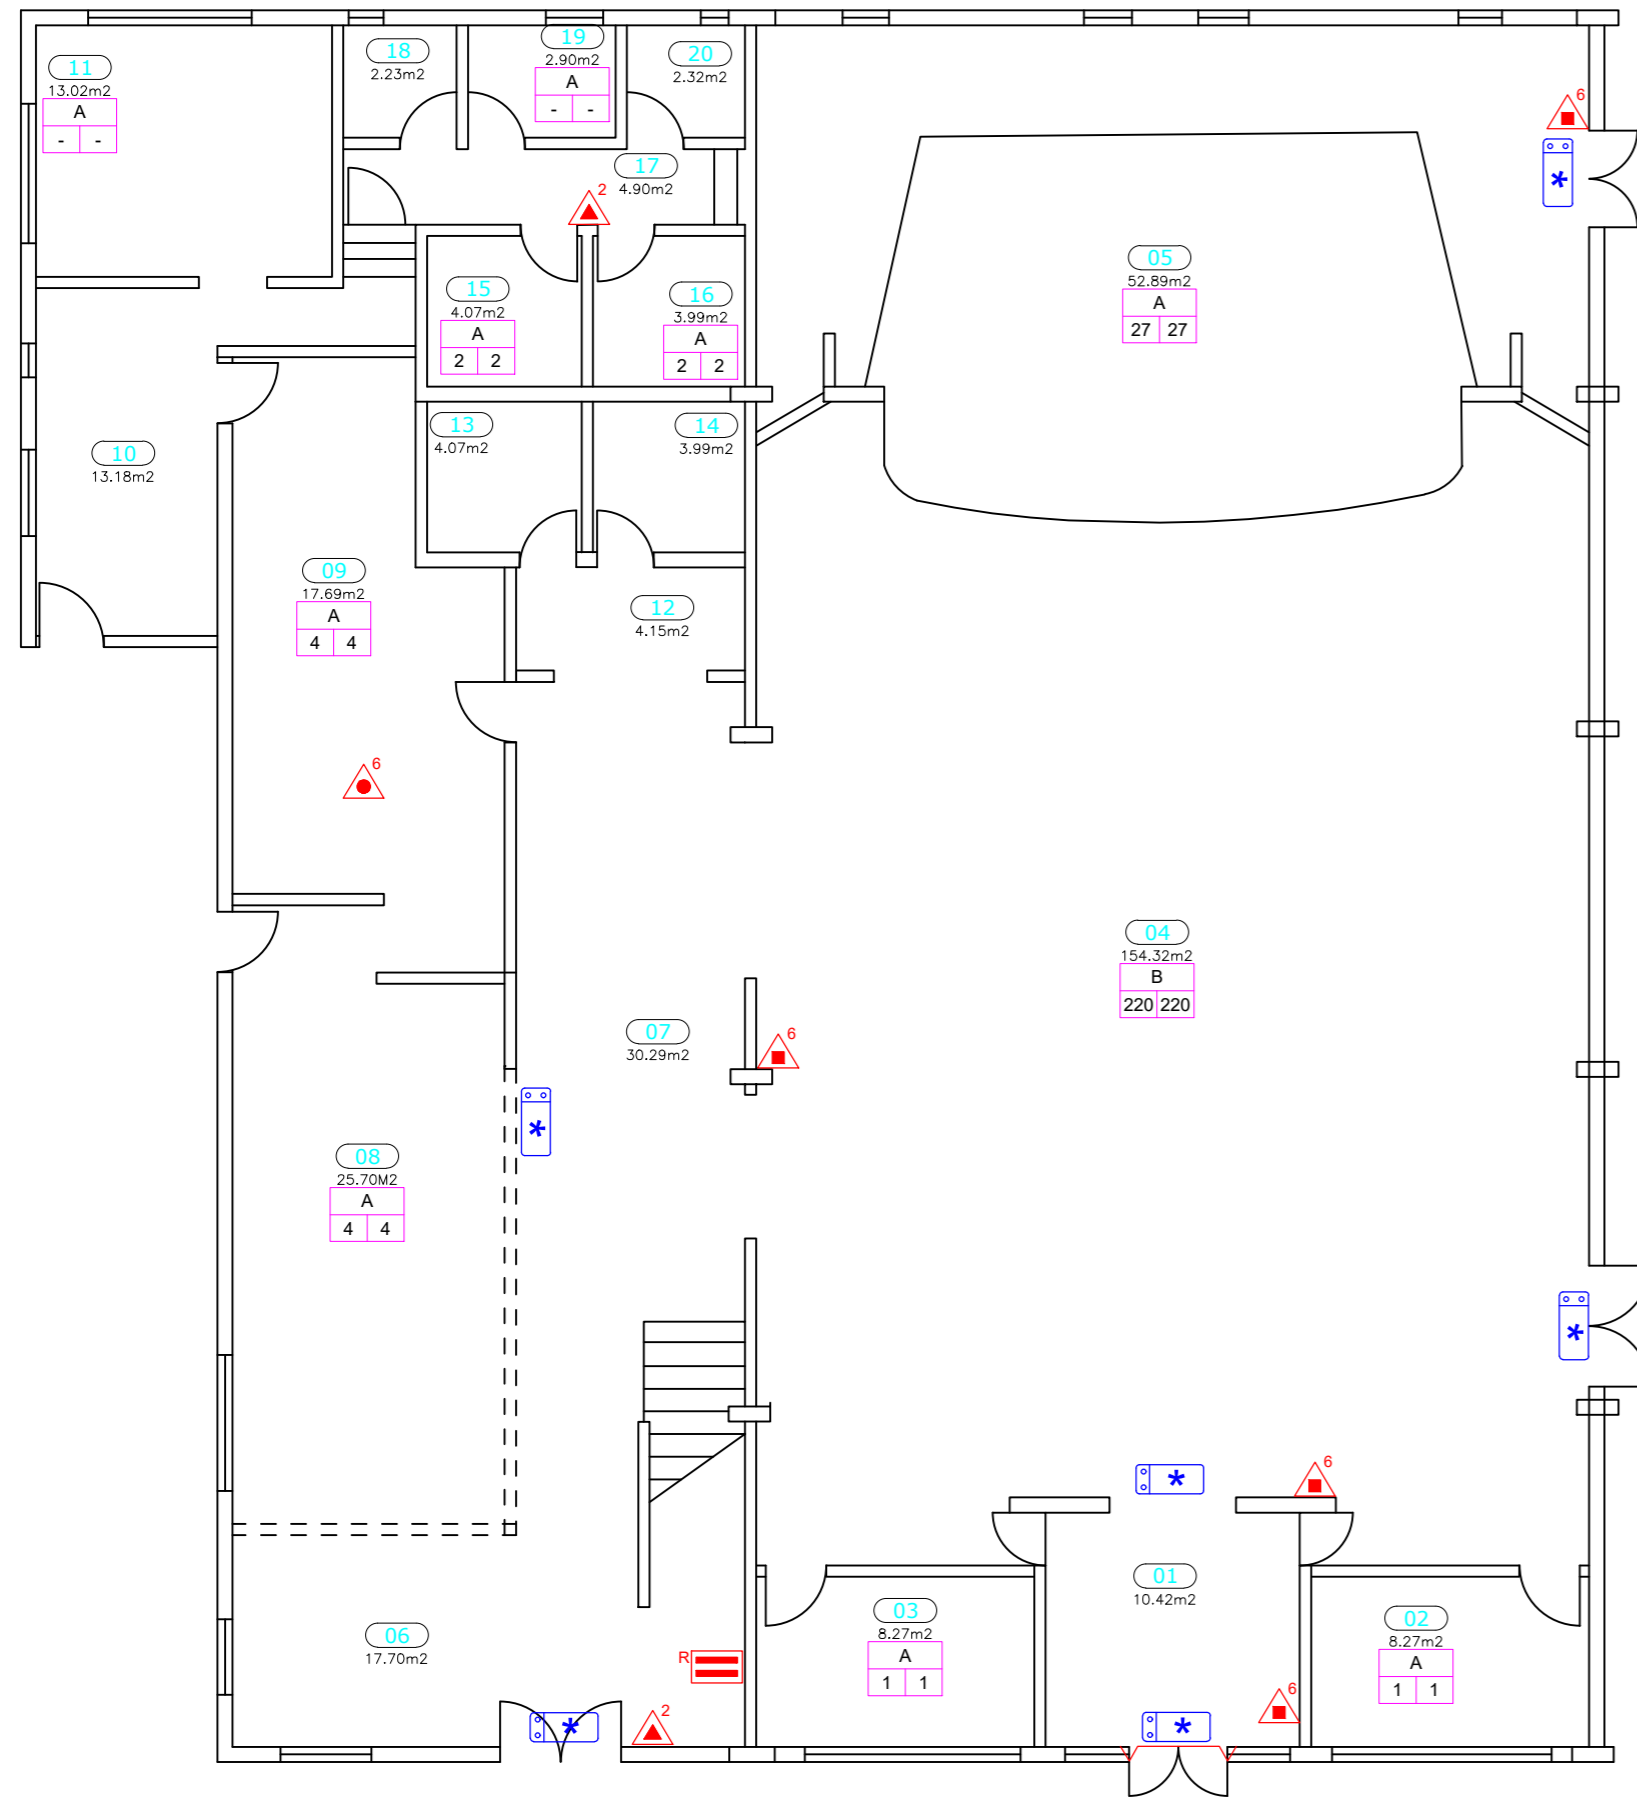 11
13.02m2
A
- -
18
2.23m2
19
2.90m2
A
- -
20
2.32m2
6
*
17
4.90m2
2
15
4.07m2
A
2 2
16
3.99m2
A
2 2
05
52.89m2
A
27 27
10
13.18m2
13
4.07m2
14
3.99m2
09
17.69m2
A
4 4
12
4.15m2
6
04
154.32m2
B
220 220
07
30.29m2
6
*
08
25.70M2
A
4 4
*
*
6
01
10.42m2
03
8.27m2
A
1 1
02
8.27m2
A
1 1
06
17.70m2
R
2
*
6
*